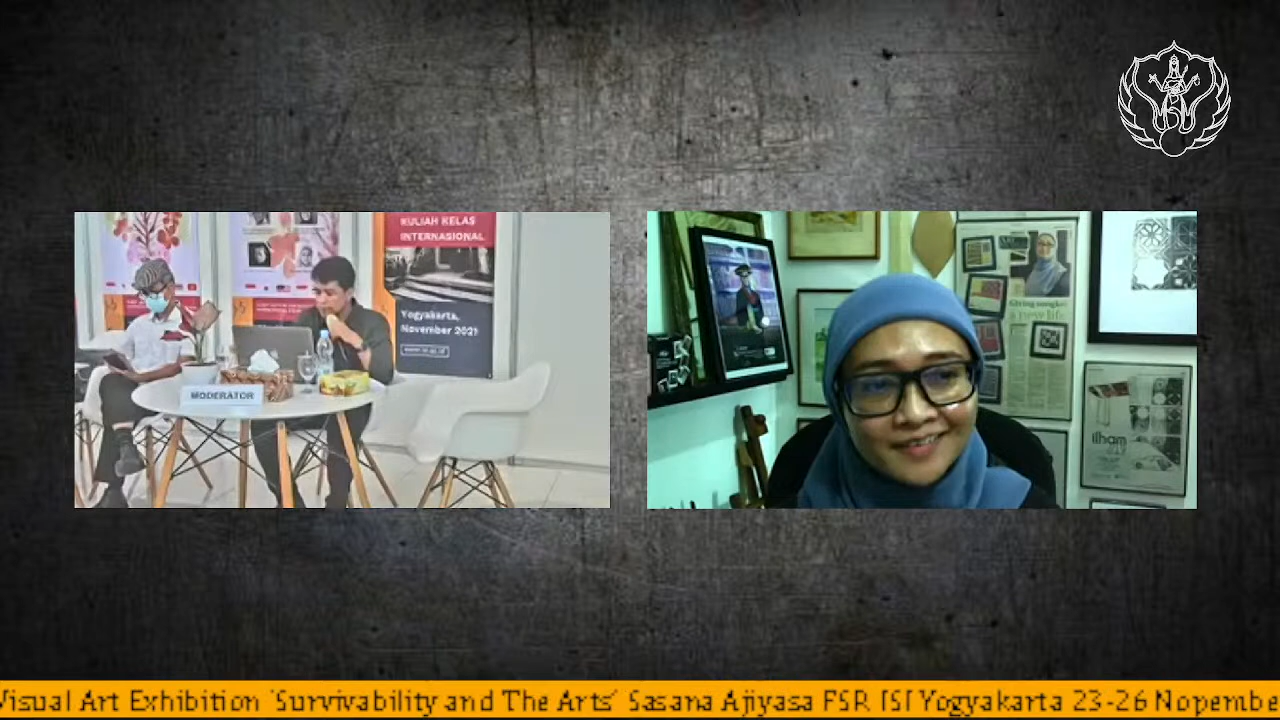 KULIAH KELAS
INTERNASIONAL
Yogyakarta,
November 2021
MODERATOR
Giving songket
a new life
ilham
Visual Art Exhibition 'Survivability and The Arts' Sasana Ajiyasa FSR ISI Yogyakarta 23-26 Nopembe